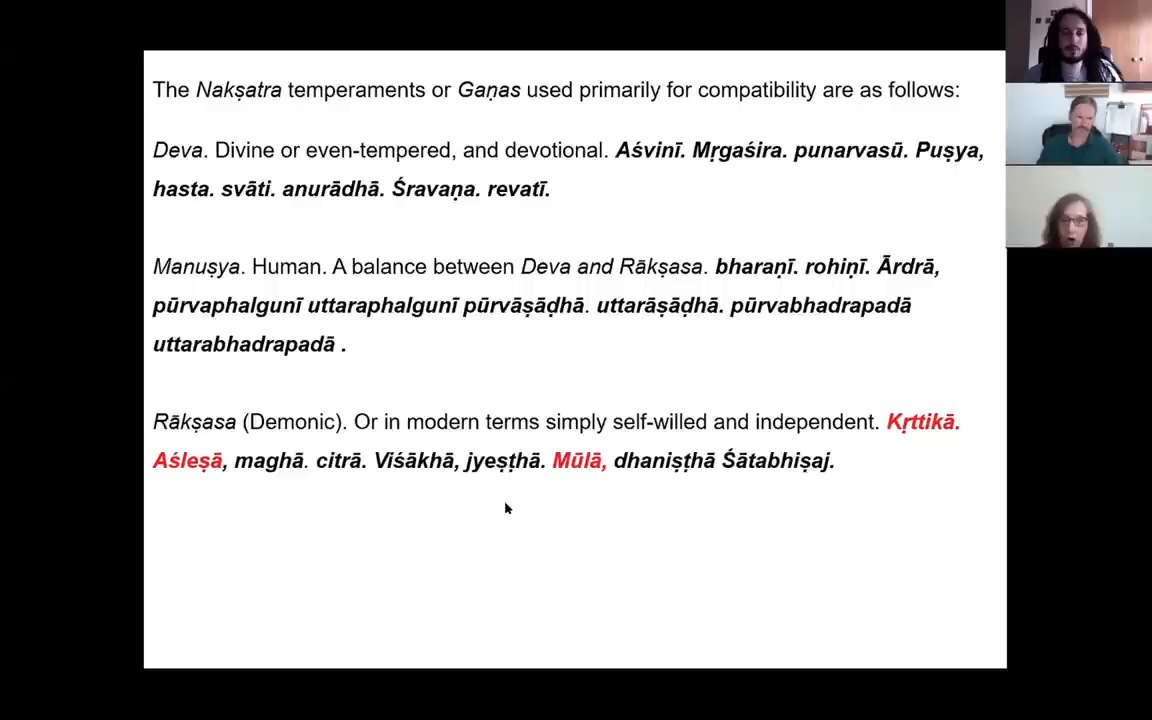 The Nakṣatra temperaments or Gaṇas used primarily for compatibility are as follows:
Deva. Divine or even-tempered, and devotional. Aśvinī. Mṛgaśira. punarvasū. Puṣya,
hasta. svāti. anurādhā. Śravaṇa. revatī.
Manuṣya. Human. A balance between Deva and Rākṣasa. bharaṇī. rohiṇī. Ārdrā,
pūrvaphalgunī uttaraphalgunī pūrvāṣāḍhā. uttarāṣāḍhā. pūrvabhadrapadā
uttarabhadrapadā .
Rākṣasa (Demonic). Or in modern terms simply self-willed and independent. Kṛttikā.
Aśleṣā, maghā. citrā. Viśākhā, jyeṣṭhā. Mūlā, dhaniṣṭhā Śātabhiṣaj.